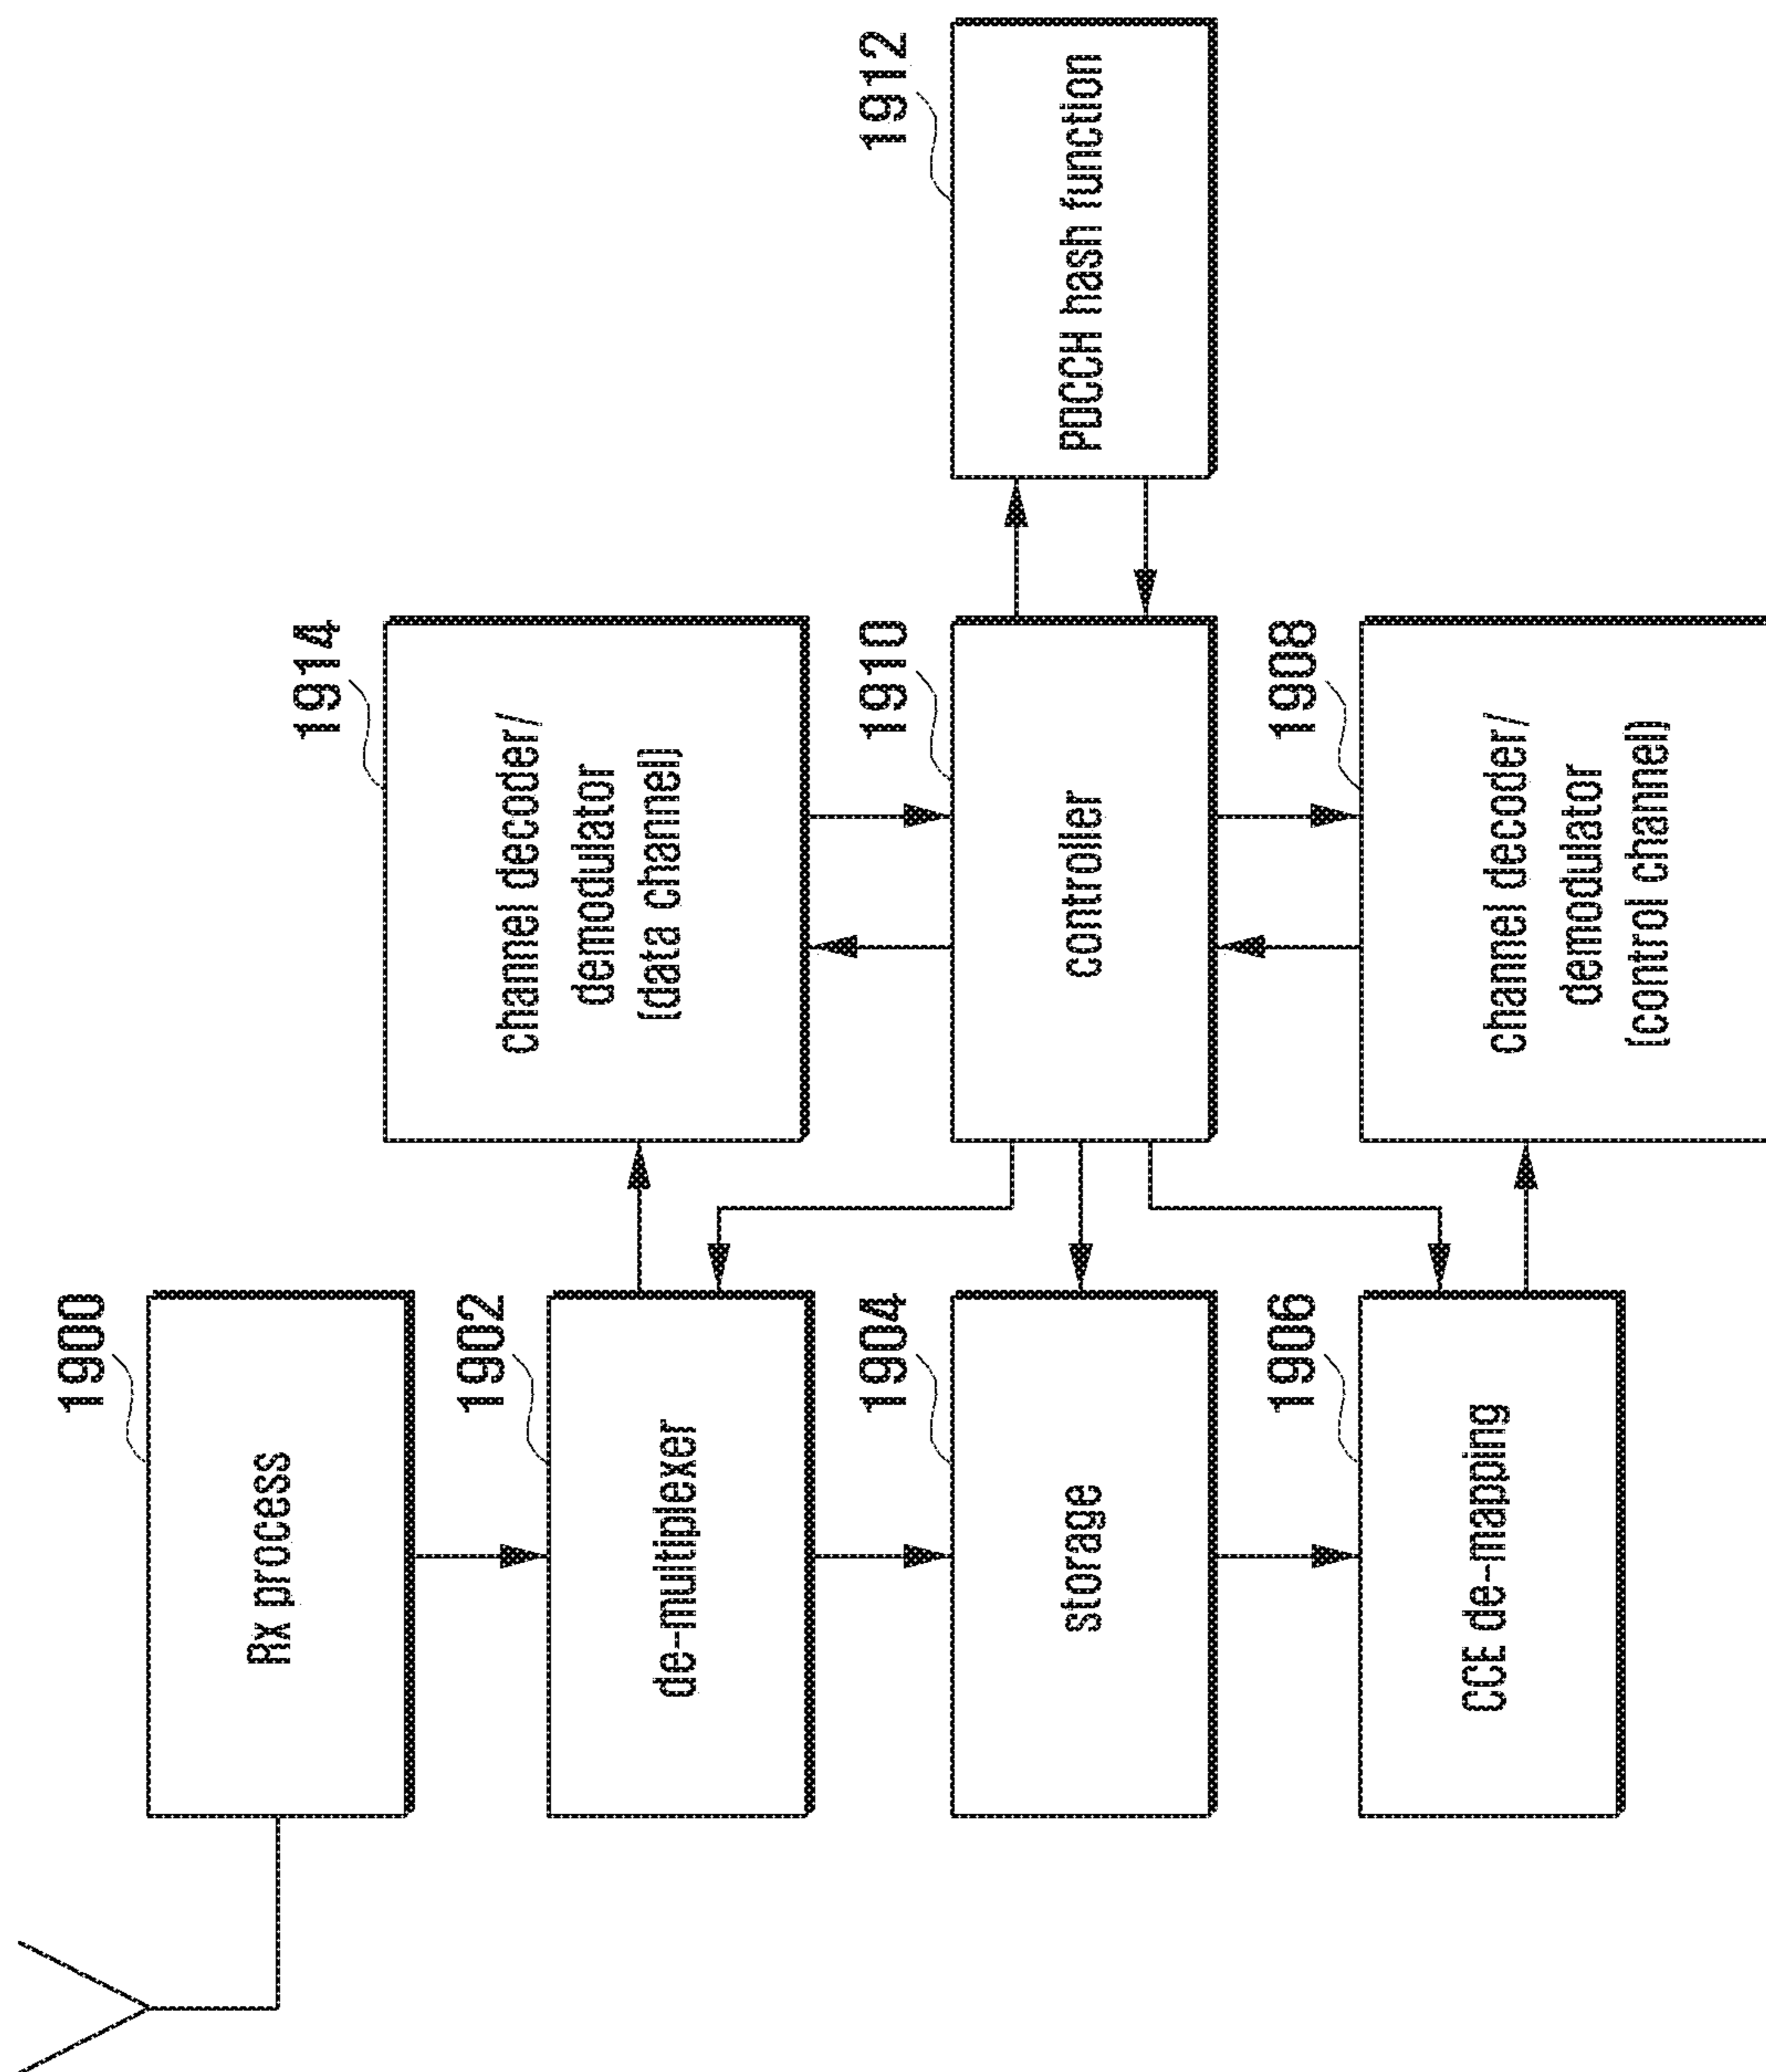 1900
Rx process
1902
de-multiplexer
1904
storage
1906
CCE de-mapping
1914
channel decoder/
demodulator
(data channel)
1910
controller
1908
channel decoder/
demodulator
(control channel)
1912
PDCCH hash function